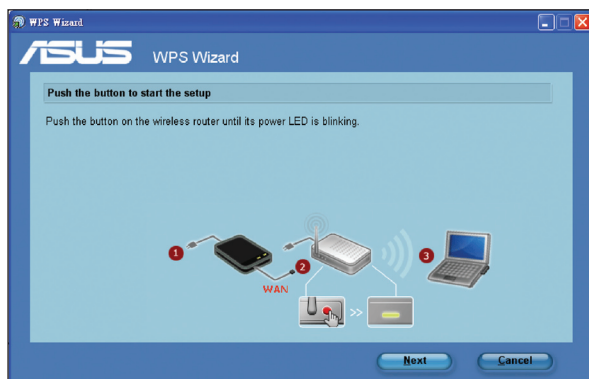 WPS Wizard
ASUS WPS Wizard
Push the button to start the setup
Push the button on the wireless router until its power LED is blinking.
1
2
3
WAN
>>
Next
Cancel